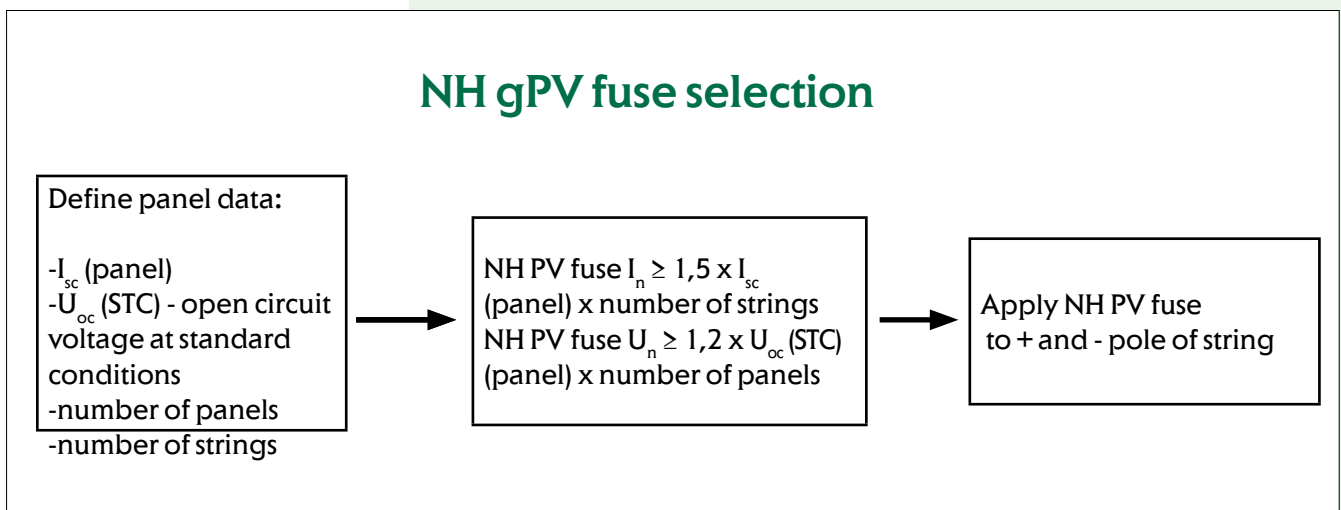 NH gPV fuse selection
Define panel data:
-Isc (panel)
-Uoc (STC) - open circuit
voltage at standard
conditions
-number of panels
-number of strings
NH PV fuse In ≥ 1,5 x Isc
(panel) x number of strings
NH PV fuse Un ≥ 1,2 x Uoc (STC)
(panel) x number of panels
Apply NH PV fuse
to + and - pole of string